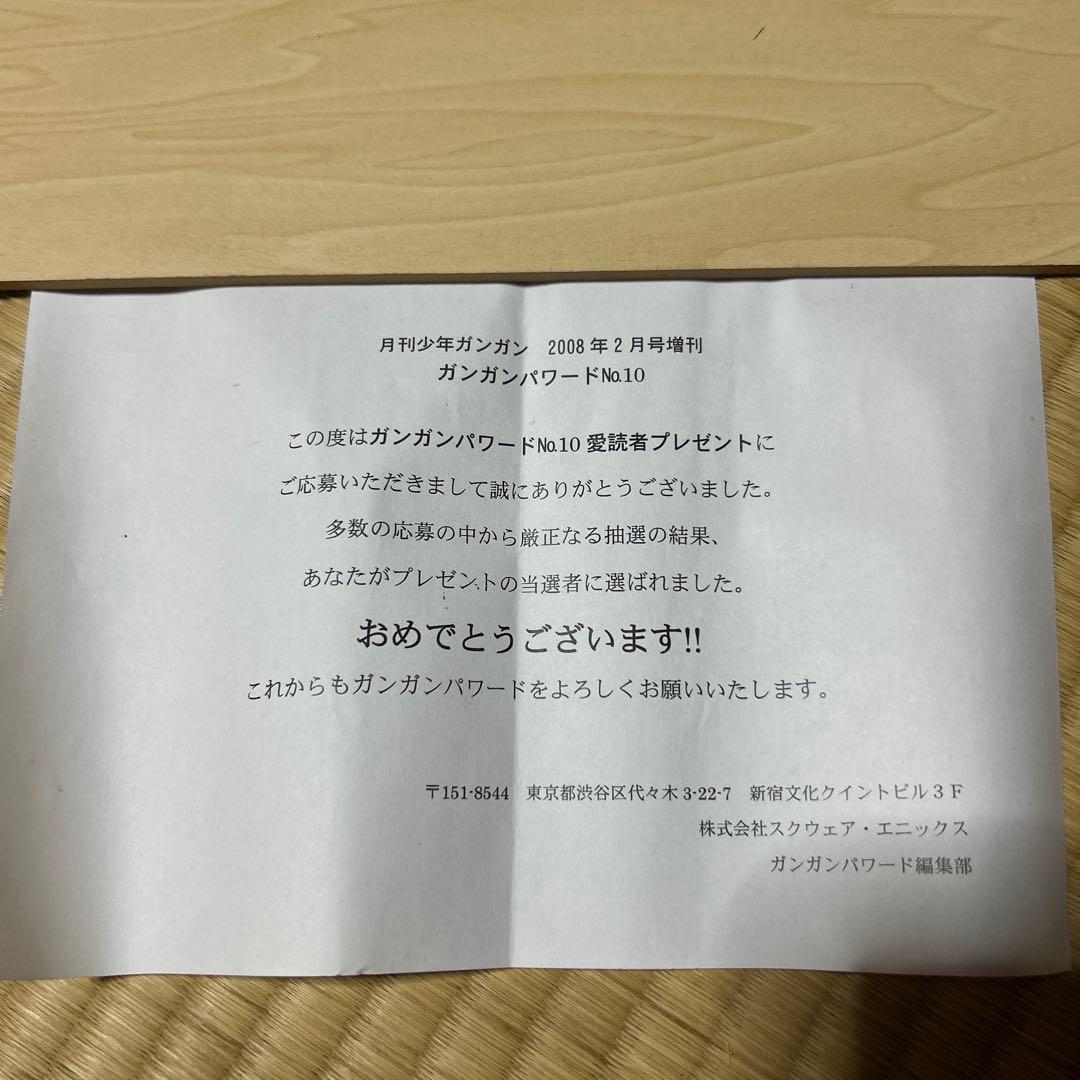 月刊少年ガンガン　2008年2月号増刊
ガンガンパワードNo.10
この度はガンガンパワードNo.10 愛読者プレゼントに
ご応募いただきまして誠にありがとうございました。
多数の応募の中から厳正なる抽選の結果、
あなたがプレゼントの当選者に選ばれました。
おめでとうございます!!
これからもガンガンパワードをよろしくお願いいたします。
〒151-8544　東京都渋谷区代々木3-22-7　新宿文化クイントビル３Ｆ
株式会社スクウェア・エニックス
ガンガンパワード編集部